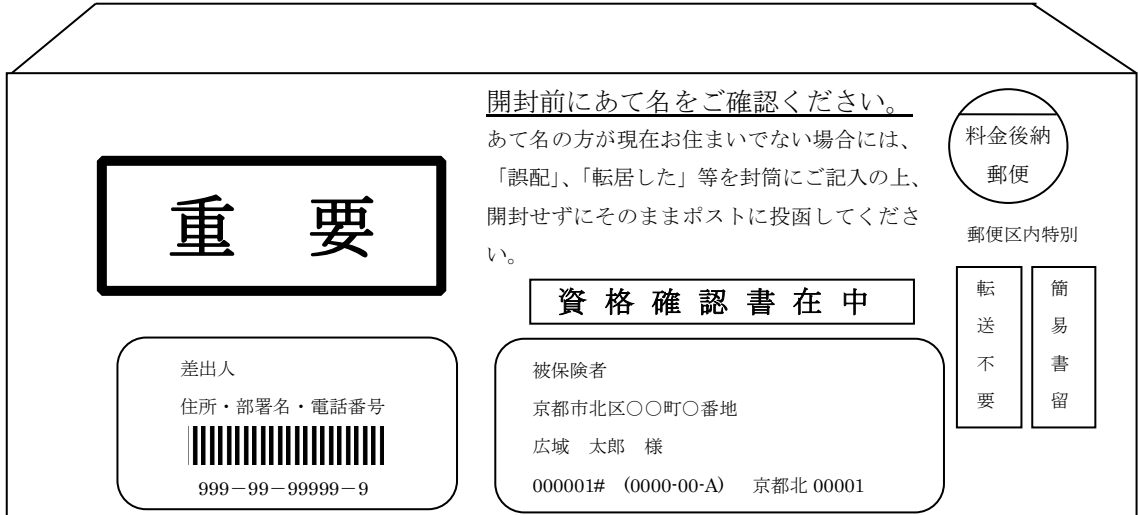 開封前にあて名をご確認ください。
あて名の方が現在お住まいでない場合には、
「誤配」、「転居した」等を封筒にご記入の上、
開封せずにそのままポストに投函してくださ
い。
料金後納
郵便
郵便区内特別
重 要
資格確認書在中
転送不要
簡易書留
差出人
住所・部署名・電話番号
999－99－99999－9
被保険者
京都市北区○○町○番地
広域 太郎 様
000001# (0000-00-A) 京都北 00001